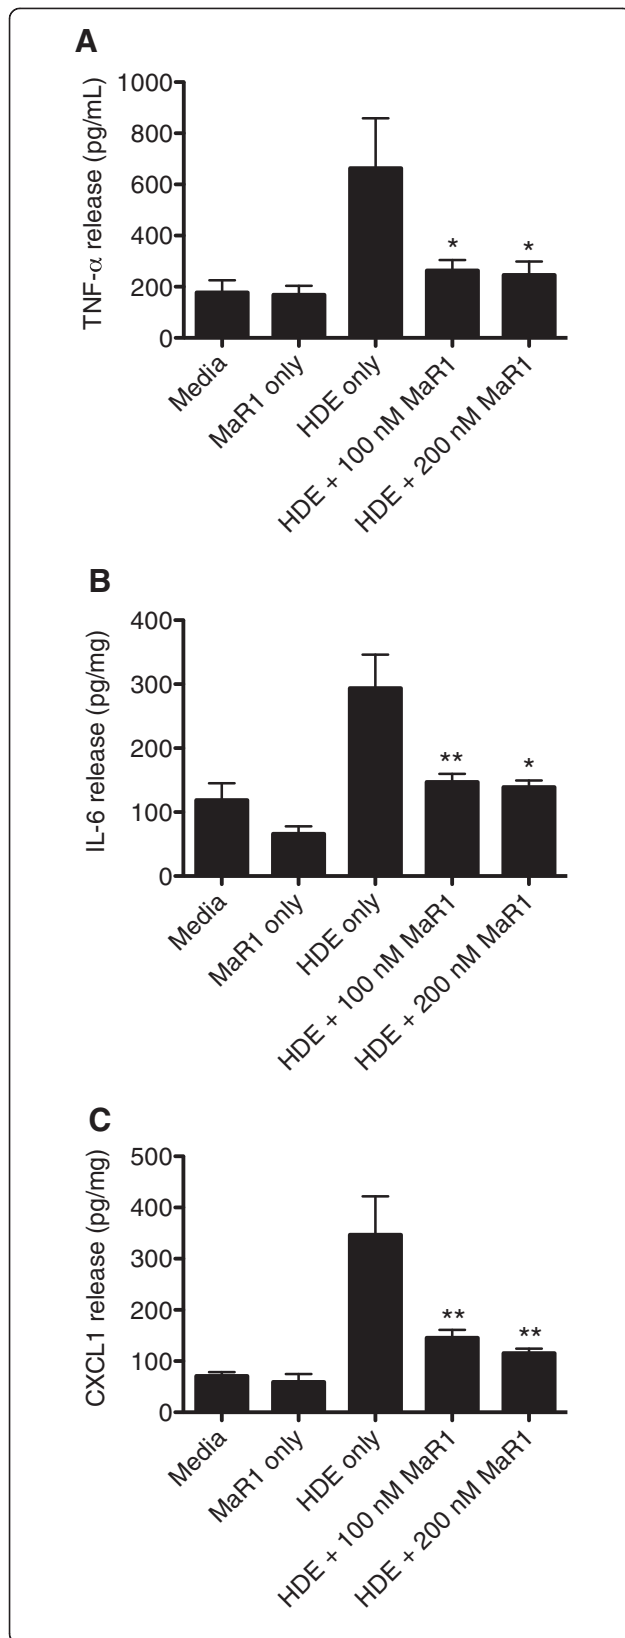 A
TNF-α release (pg/mL)
1000
800
600
400
200
0
*
*
Media
MaR1 only
HDE only
HDE + 100 nM MaR1
HDE + 200 nM MaR1
B
IL-6 release (pg/mg)
400
300
200
100
0
**
*
Media
MaR1 only
HDE only
HDE + 100 nM MaR1
HDE + 200 nM MaR1
C
CXCL1 release (pg/mg)
500
400
300
200
100
0
**
**
Media
MaR1 only
HDE only
HDE + 100 nM MaR1
HDE + 200 nM MaR1